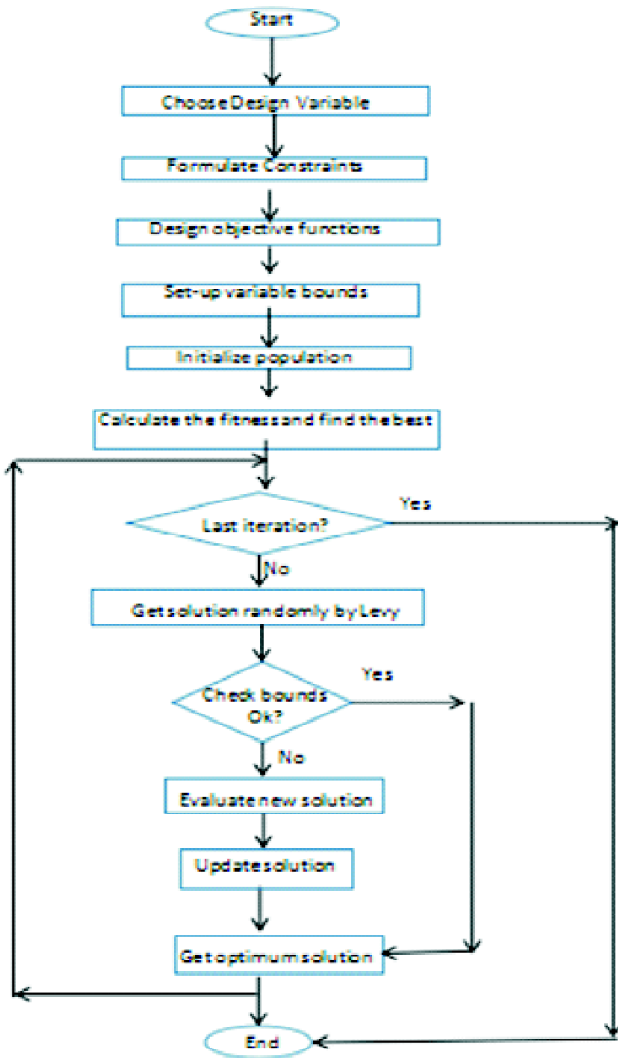 Start
Choose Design Variable
Formulate Constraints
Design objective functions
Set-up variable bounds
Initialize population
Calculate the fitness and find the best
Last iteration?
Yes
No
Get solution randomly by Levy
Check bounds
Ok?
Yes
No
Evaluate new solution
Update solution
Get optimum solution
End